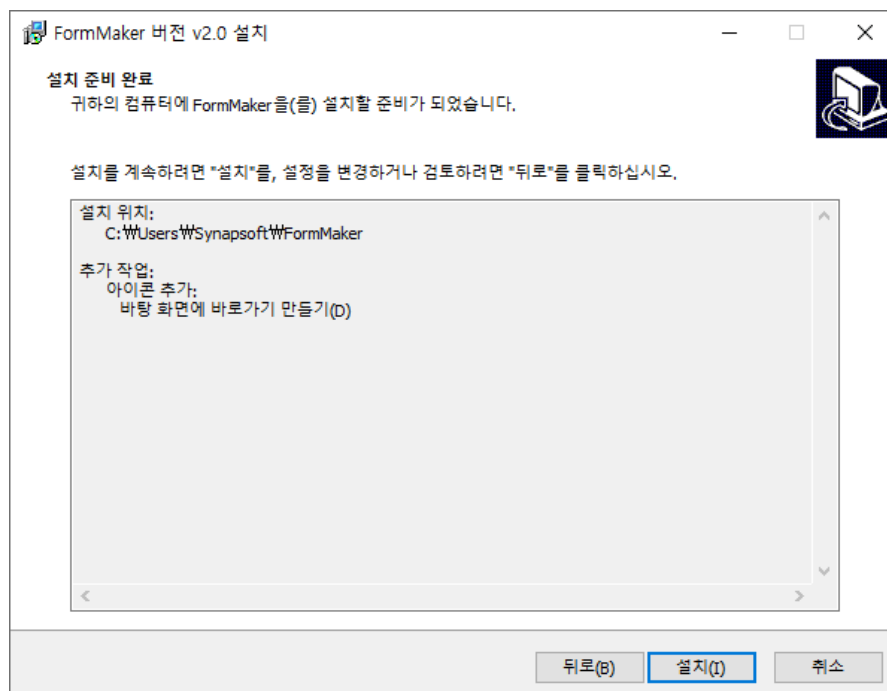 FormMaker 버전 v2.0 설치
설치 준비 완료
귀하의 컴퓨터에 FormMaker을(를) 설치할 준비가 되었습니다.
설치를 계속하려면 "설치"를, 설정을 변경하거나 검토하려면 "뒤로"를 클릭하십시오.
설치 위치:
C:₩Users₩Synapsoft₩FormMaker
추가 작업:
아이콘 추가:
바탕 화면에 바로가기 만들기(D)
뒤로(B) 설치(I) 취소